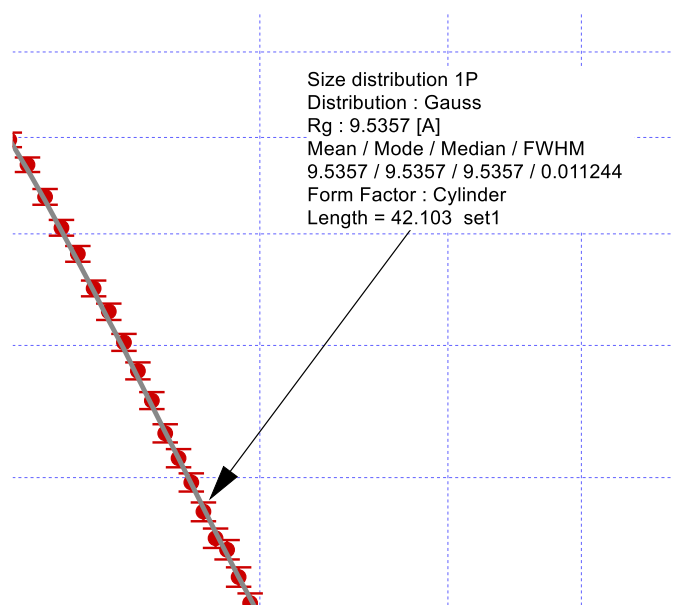 Size distribution 1P
Distribution : Gauss
Rg : 9.5357 [A]
Mean / Mode / Median / FWHM
9.5357 / 9.5357 / 9.5357 / 0.011244
Form Factor : Cylinder
Length = 42.103  set1